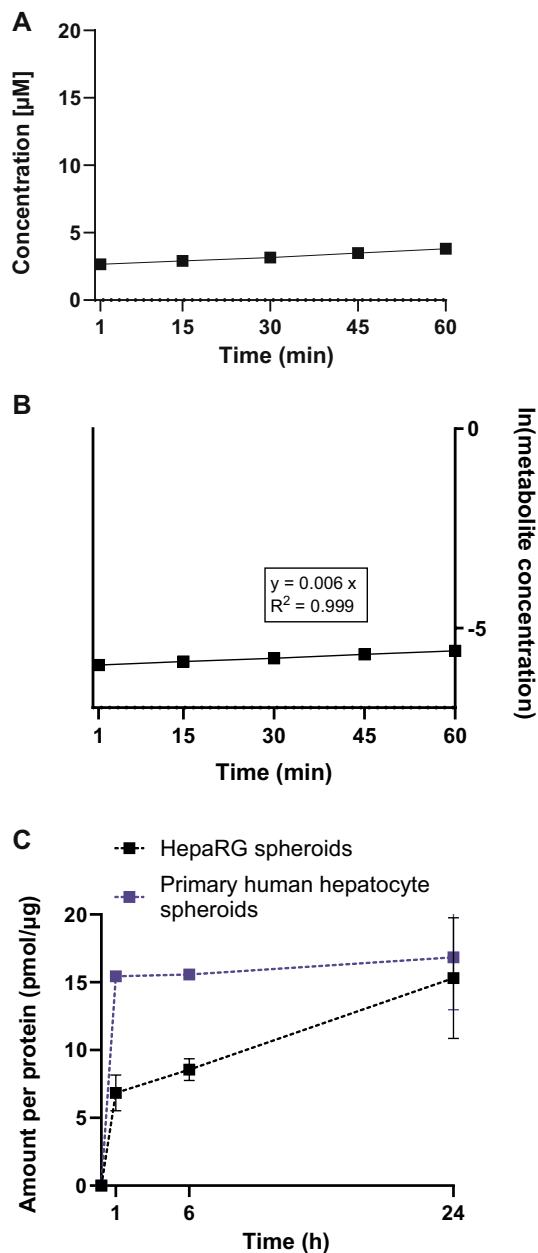 A
Concentration [µM]
20
15
10
5
0
1 15 30 45 60
Time (min)
B
ln(metabolite concentration)
0
-5
y = 0.006 x
R² = 0.999
1 15 30 45 60
Time (min)
C
HepaRG spheroids
Primary human hepatocyte
spheroids
Amount per protein (pmol/µg)
20
15
10
5
0
1 6 24
Time (h)